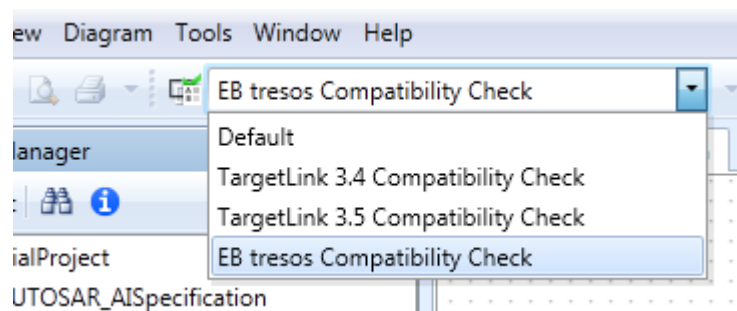 ew Diagram Tools Window Help
EB tresos Compatibility Check
Default
lanager
TargetLink 3.4 Compatibility Check
TargetLink 3.5 Compatibility Check
ialProject
EB tresos Compatibility Check
UTOSAR_AISpecification